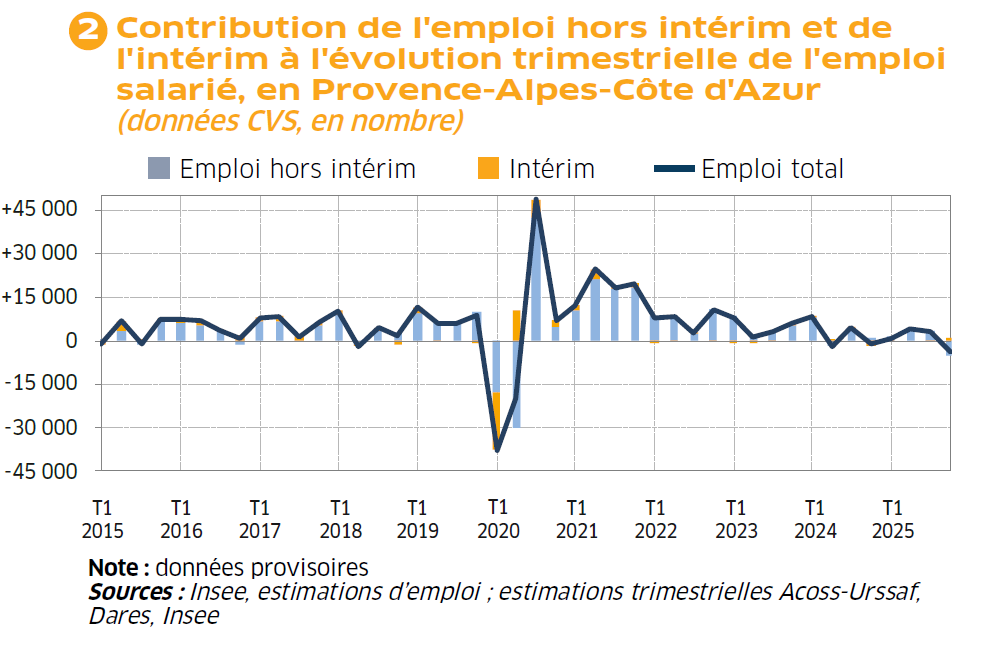 2 Contribution de l'emploi hors intérim et de
l'intérim à l'évolution trimestrielle de l'emploi
salarié, en Provence-Alpes-Côte d'Azur
(données CVS, en nombre)
Emploi hors intérim Intérim Emploi total
+45 000
+30 000
+15 000
0
-15 000
-30 000
-45 000
T1 T1 T1 T1 T1 T1 T1 T1 T1 T1 T1
2015 2016 2017 2018 2019 2020 2021 2022 2023 2024 2025
Note : données provisoires
Sources : Insee, estimations d'emploi ; estimations trimestrielles Acoss-Urssaf,
Dares, Insee